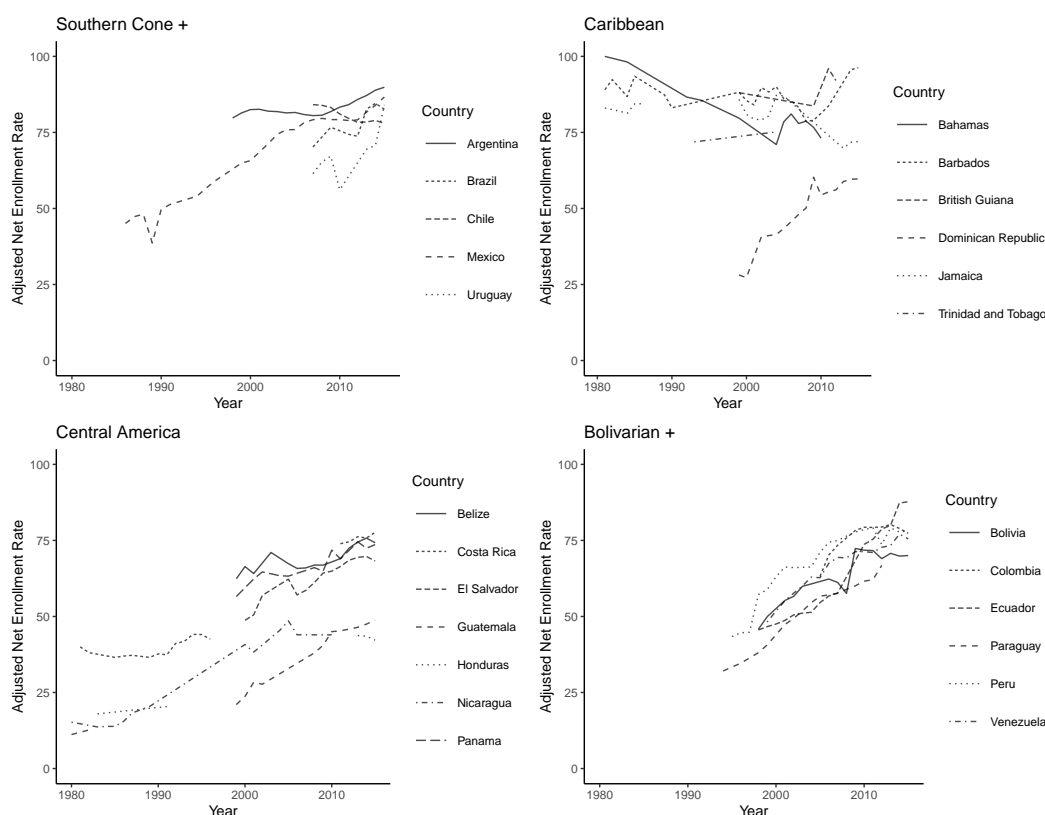 Southern Cone +
Adjusted Net Enrollment Rate
100
75
50
25
0
1980
1990
2000
2010
Year
Country
Argentina
Brazil
Chile
Mexico
Uruguay
Caribbean
Adjusted Net Enrollment Rate
100
75
50
25
0
1980
1990
2000
2010
Year
Country
Bahamas
Barbados
British Guiana
Dominican Republic
Jamaica
Trinidad and Tobago
Central America
Adjusted Net Enrollment Rate
100
75
50
25
0
1980
1990
2000
2010
Year
Country
Belize
Costa Rica
El Salvador
Guatemala
Honduras
Nicaragua
Panama
Bolivarian +
Adjusted Net Enrollment Rate
100
75
50
25
0
1980
1990
2000
2010
Year
Country
Bolivia
Colombia
Ecuador
Paraguay
Peru
Venezuela